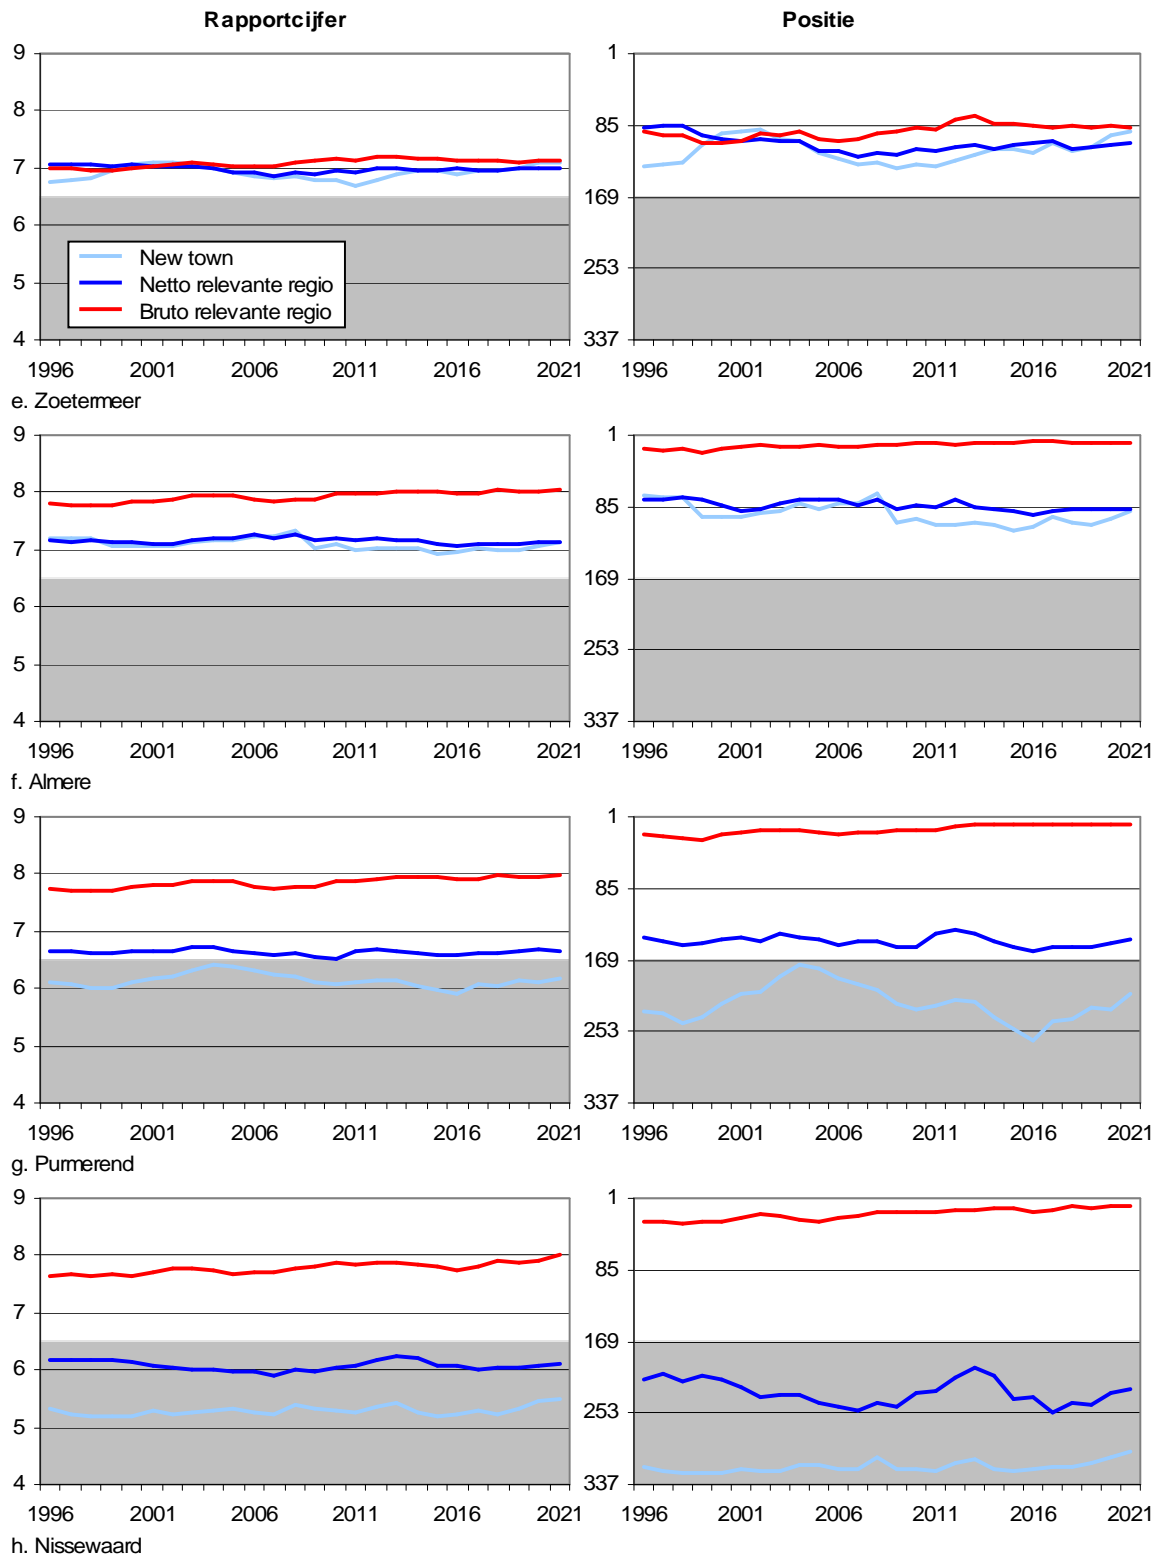 Rapportcijfer
Positie
9
8
7
6
5
4
New town
Netto relevante regio
Bruto relevante regio
1996 2001 2006 2011 2016 2021
1
85
169
253
337
1996 2001 2006 2011 2016 2021
e. Zoetermeer
9
8
7
6
5
4
1996 2001 2006 2011 2016 2021
1
85
169
253
337
1996 2001 2006 2011 2016 2021
f. Almere
9
8
7
6
5
4
1996 2001 2006 2011 2016 2021
1
85
169
253
337
1996 2001 2006 2011 2016 2021
g. Purmerend
9
8
7
6
5
4
1996 2001 2006 2011 2016 2021
1
85
169
253
337
1996 2001 2006 2011 2016 2021
h. Nissewaard